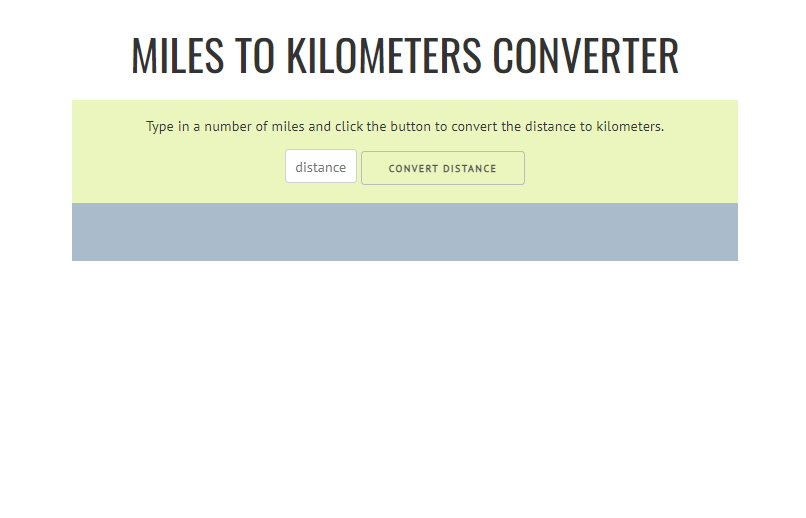 MILES TO KILOMETERS CONVERTER
Type in a number of miles and click the button to convert the distance to kilometers.
distance CONVERT DISTANCE